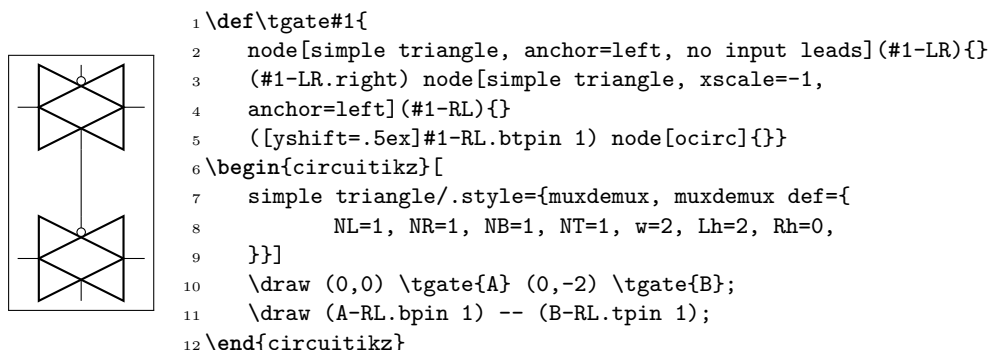 1 \def\tgate#1{
2 node[simple triangle, anchor=left, no input leads](#1-LR){}
3 (#1-LR.right) node[simple triangle, xscale=-1,
4 anchor=left](#1-RL){}
5 ([yshift=.5ex]#1-RL.btpin 1) node[ocirc]{}}
6 \begin{circuitikz}[
7 simple triangle/.style={muxdemux, muxdemux def={
8 NL=1, NR=1, NB=1, NT=1, w=2, Lh=2, Rh=0,
9 }}]
10 \draw (0,0) \tgate{A} (0,-2) \tgate{B};
11 \draw (A-RL.bpin 1) -- (B-RL.tpin 1);
12 \end{circuitikz}